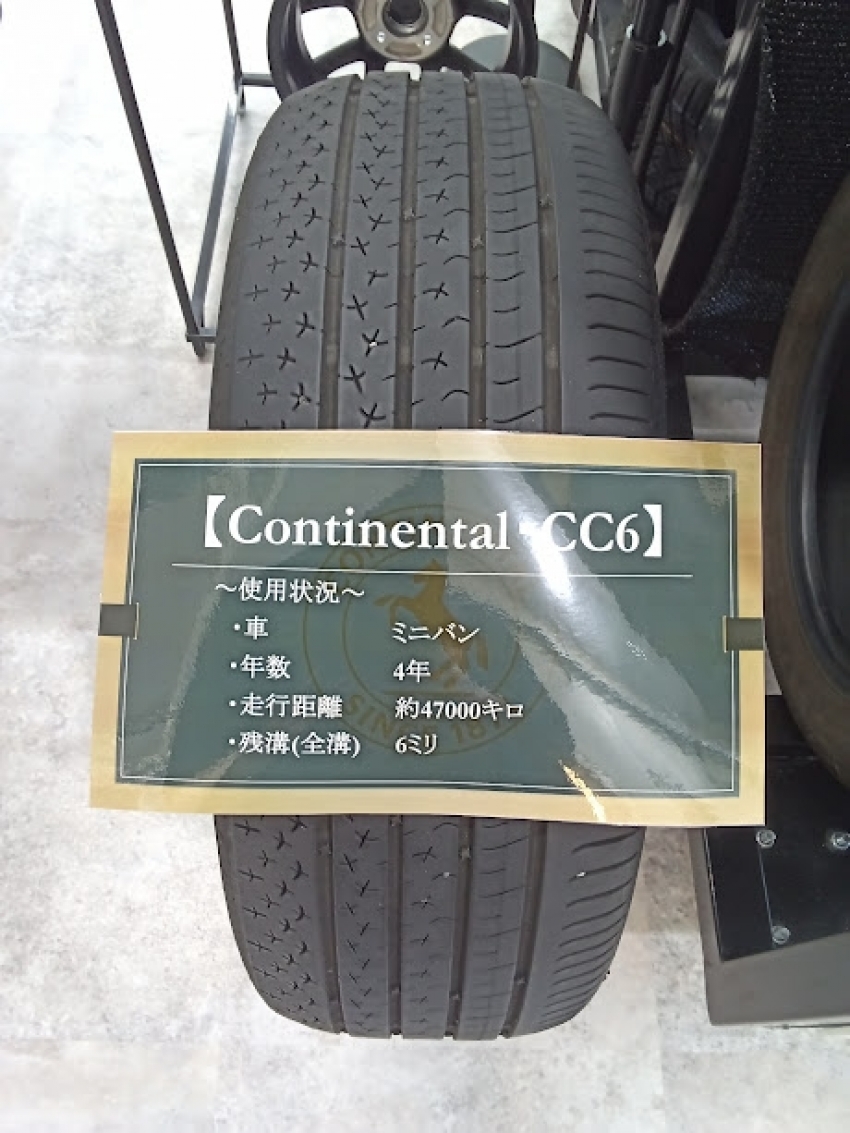 【Continental・CC6】
～使用状況～
・車 ミニバン
・年数 4年
・走行距離 約47000キロ
・残溝(全溝) 6ミリ